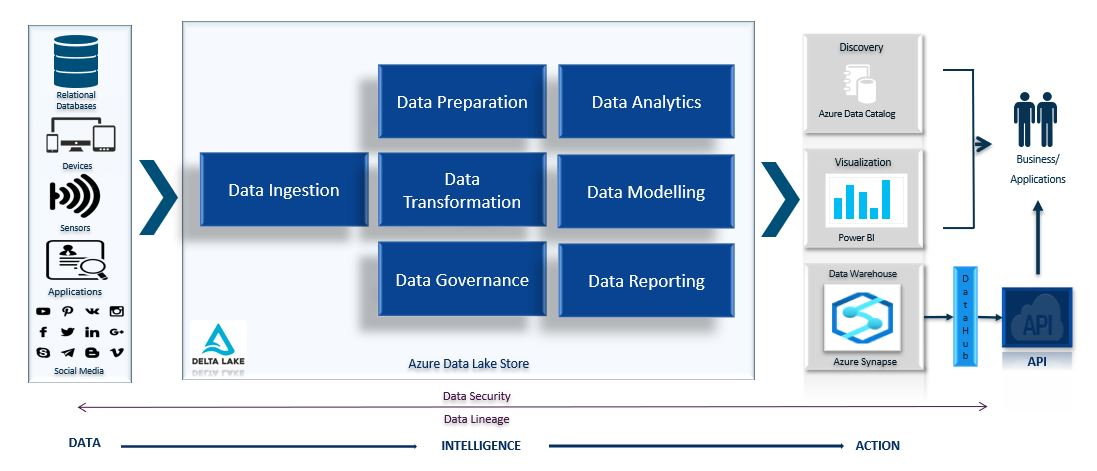 Relational
Databases
Devices
Sensors
Applications
Social Media
Data Ingestion
Data Preparation
Data
Transformation
Data Governance
Data Analytics
Data Modelling
Data Reporting
DELTA LAKE
Azure Data Lake Store
Discovery
Azure Data Catalog
Visualization
Power BI
Data Warehouse
Azure Synapse
DataHub
API
API
Business/
Applications
Data Security
Data Lineage
DATA
INTELLIGENCE
ACTION